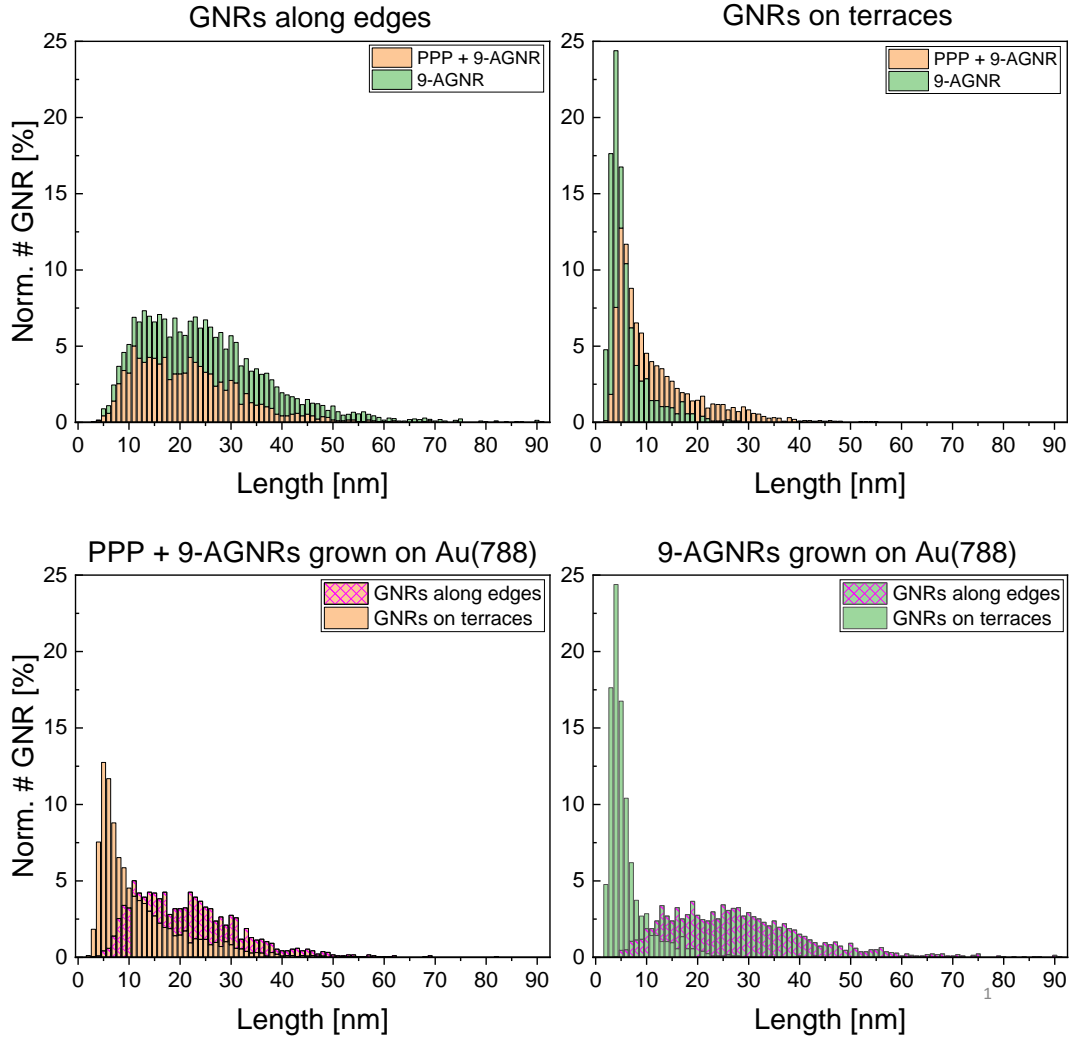 GNRs along edges
GNRs on terraces
25
20
15
10
5
0
Norm. # GNR [%]
PPP + 9-AGNR
9-AGNR
0 10 20 30 40 50 60 70 80 90
Length [nm]
25
20
15
10
5
0
PPP + 9-AGNR
9-AGNR
0 10 20 30 40 50 60 70 80 90
Length [nm]
PPP + 9-AGNRs grown on Au(788)
9-AGNRs grown on Au(788)
25
20
15
10
5
0
Norm. # GNR [%]
GNRs along edges
GNRs on terraces
0 10 20 30 40 50 60 70 80 90
Length [nm]
25
20
15
10
5
0
GNRs along edges
GNRs on terraces
0 10 20 30 40 50 60 70 80 90
1
Length [nm]